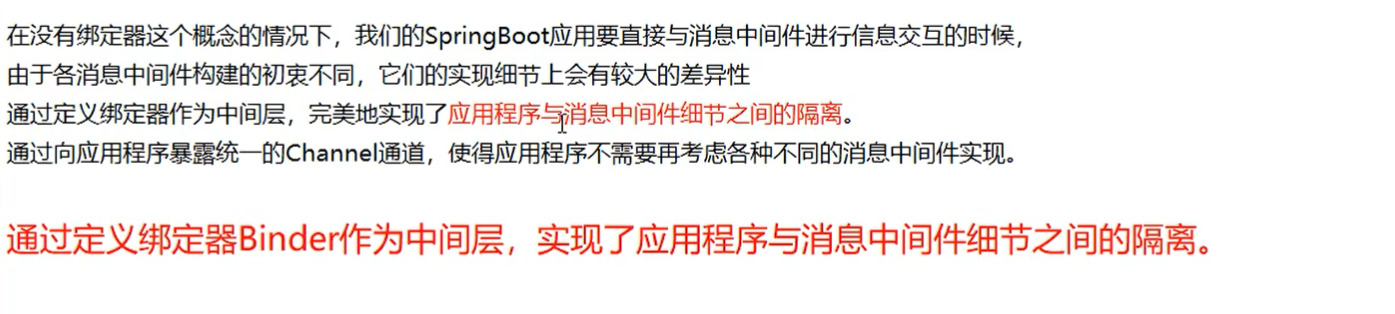 在没有绑定器这个概念的情况下，我们的SpringBoot应用要直接与消息中间件进行信息交互的时候，
由于各消息中间件构建的初衷不同，它们的实现细节上会有较大的差异性
通过定义绑定器作为中间层，完美地实现了应用程序与消息中间件细节之间的隔离。
通过向应用程序暴露统一的Channel通道，使得应用程序不需要再考虑各种不同的消息中间件实现。
通过定义绑定器Binder作为中间层，实现了应用程序与消息中间件细节之间的隔离。